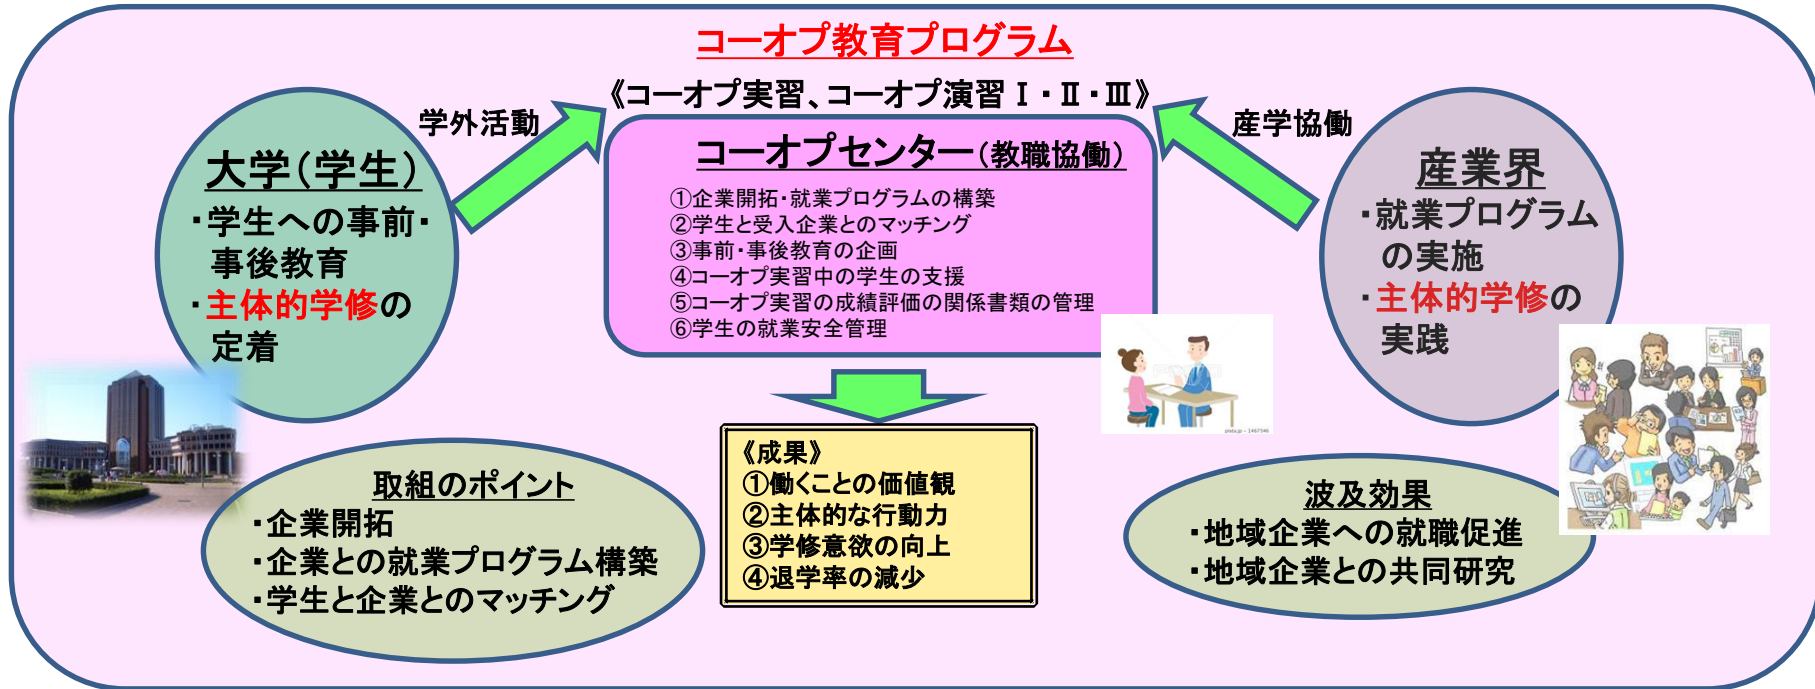 コーオプ教育プログラム
《コーオプ実習、コーオプ演習Ⅰ・Ⅱ・Ⅲ》
学外活動
産学協働
大学(学生)
・学生への事前・
事後教育
・主体的学修の
定着
コーオプセンター(教職協働)
①企業開拓・就業プログラムの構築
②学生と受入企業とのマッチング
③事前・事後教育の企画
④コーオプ実習中の学生の支援
⑤コーオプ実習の成績評価の関係書類の管理
⑥学生の就業安全管理
産業界
・就業プログラム
の実施
・主体的学修の
実践
取組のポイント
・企業開拓
・企業との就業プログラム構築
・学生と企業とのマッチング
《成果》
①働くことの価値観
②主体的な行動力
③学修意欲の向上
④退学率の減少
波及効果
・地域企業への就職促進
・地域企業との共同研究